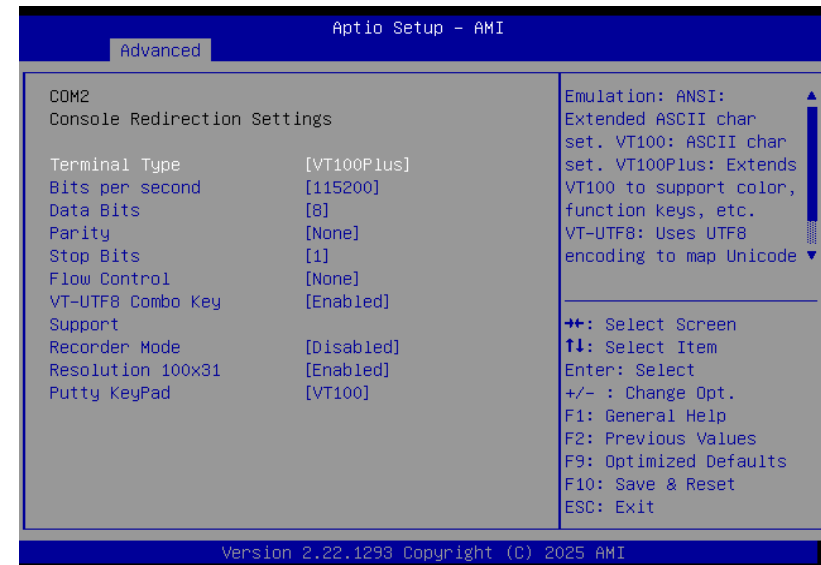 Aptio Setup – AMI
Advanced
COM2
Console Redirection Settings
Terminal Type [VT100Plus]
Bits per second [115200]
Data Bits [8]
Parity [None]
Stop Bits [1]
Flow Control [None]
VT-UTF8 Combo Key [Enabled]
Support
Recorder Mode [Disabled]
Resolution 100x31 [Enabled]
Putty KeyPad [VT100]
Emulation: ANSI:
Extended ASCII char
set. VT100: ASCII char
set. VT100Plus: Extends
VT100 to support color,
function keys, etc.
VT-UTF8: Uses UTF8
encoding to map Unicode
→←: Select Screen
↑↓: Select Item
Enter: Select
+/- : Change Opt.
F1: General Help
F2: Previous Values
F9: Optimized Defaults
F10: Save & Reset
ESC: Exit
Version 2.22.1293 Copyright (C) 2025 AMI